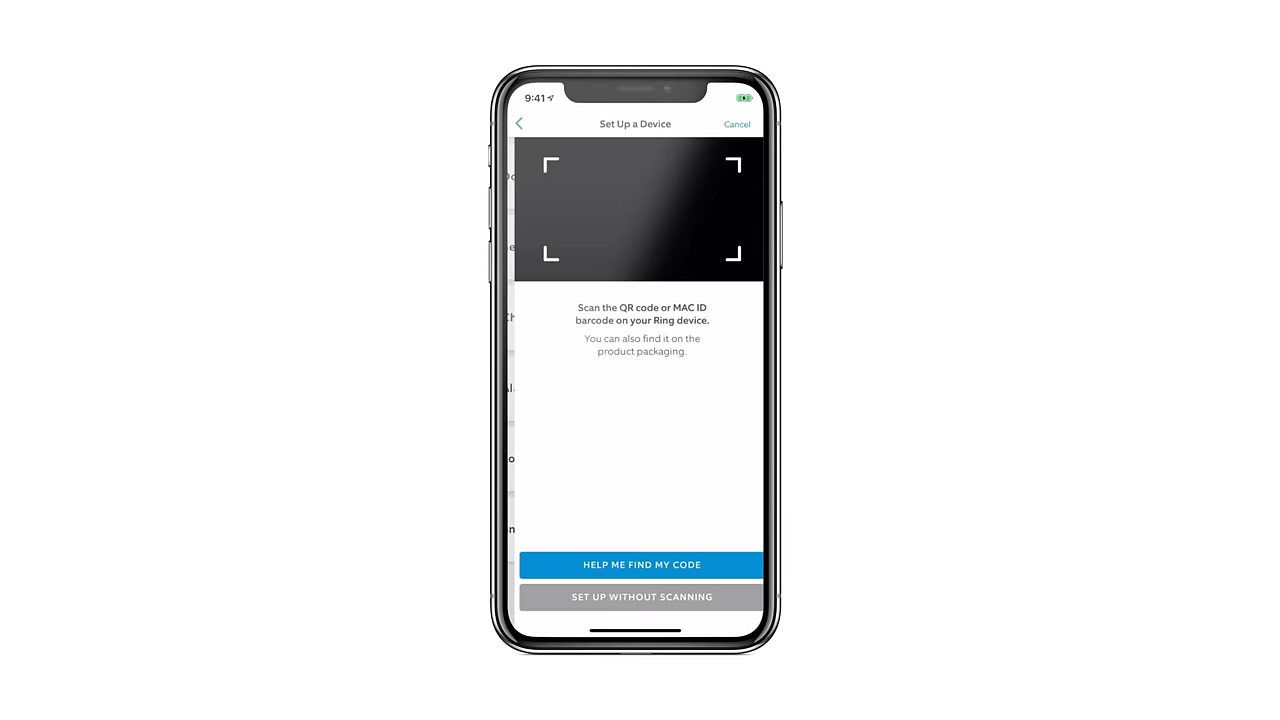 9:41
Set Up a Device
Cancel
Scan the QR code or MAC ID
barcode on your Ring device.
You can also find it on the
product packaging.
HELP ME FIND MY CODE
SET UP WITHOUT SCANNING